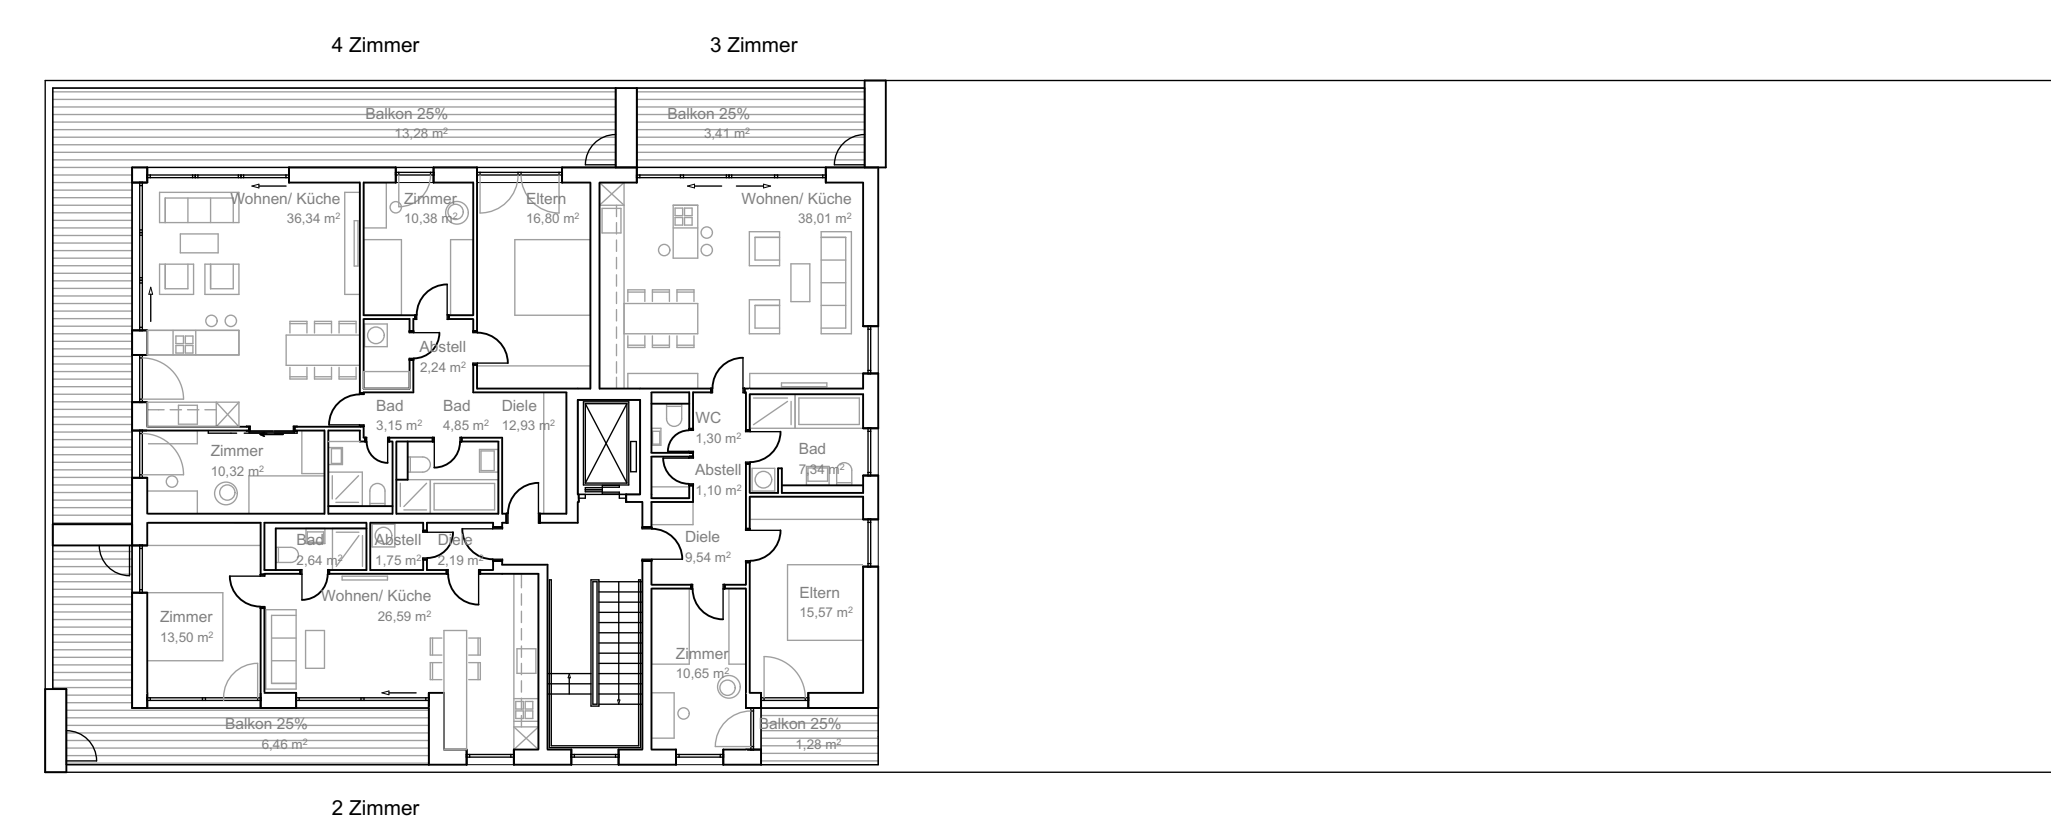 4 Zimmer
3 Zimmer
Balkon 25%
13,28 m²
Balkon 25%
3,41 m²
Wohnen/ Küche
36,34 m²
Zimmer
10,38 m²
Eltern
16,80 m²
Wohnen/ Küche
38,01 m²
Abstell
2,24 m²
Bad
3,15 m²
Bad
4,85 m²
Diele
12,93 m²
WC
1,30 m²
Zimmer
10,32 m²
Bad
7,34 m²
Abstell
1,10 m²
Bad
2,64 m²
Abstell
1,75 m²
Diele
2,19 m²
Diele
9,54 m²
Wohnen/ Küche
26,59 m²
Eltern
15,57 m²
Zimmer
13,50 m²
Zimmer
10,65 m²
Balkon 25%
6,46 m²
Balkon 25%
1,28 m²
2 Zimmer